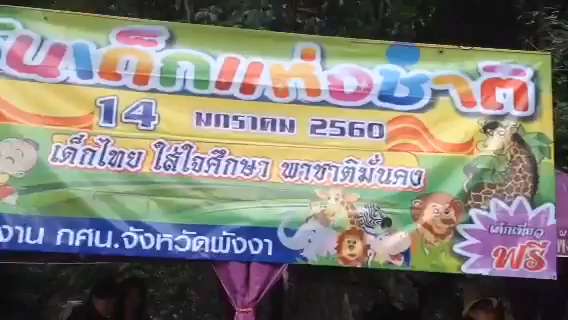 วันเด็กแห่งชาติ
14 มกราคม 2560
เด็กไทย ใส่ใจศึกษา พาชาติมั่นคง
งาน กศน.จังหวัดพังงา
ฟรี